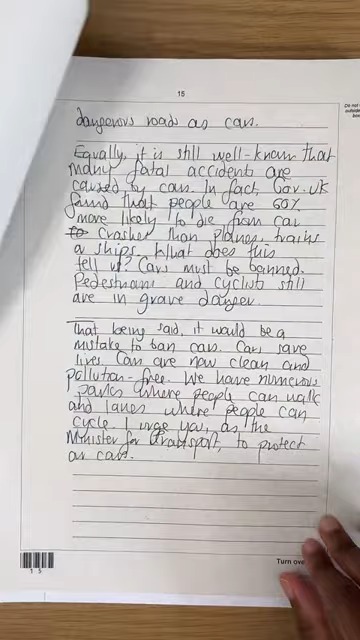 15
Do not
outside
dangerous roads as cars.
Equally, it is still well-known that
many fatal accidents are
caused by cars. In fact, Gov.UK
found that people are 60%
more likely to die from car
crashes than planes, trains
a ships. What does this
tell us? Cars must be banned.
Pedestrians and cyclists still
are in grave danger.
That being said, it would be a
mistake to ban cars. Cars save
lives. Cars are now clean and
pollution-free. We have numerous
parks where people can walk
and lanes where people can
cycle. I urge you, as the
Minister for Transport, to protect
our cars.
Turn over
1 5